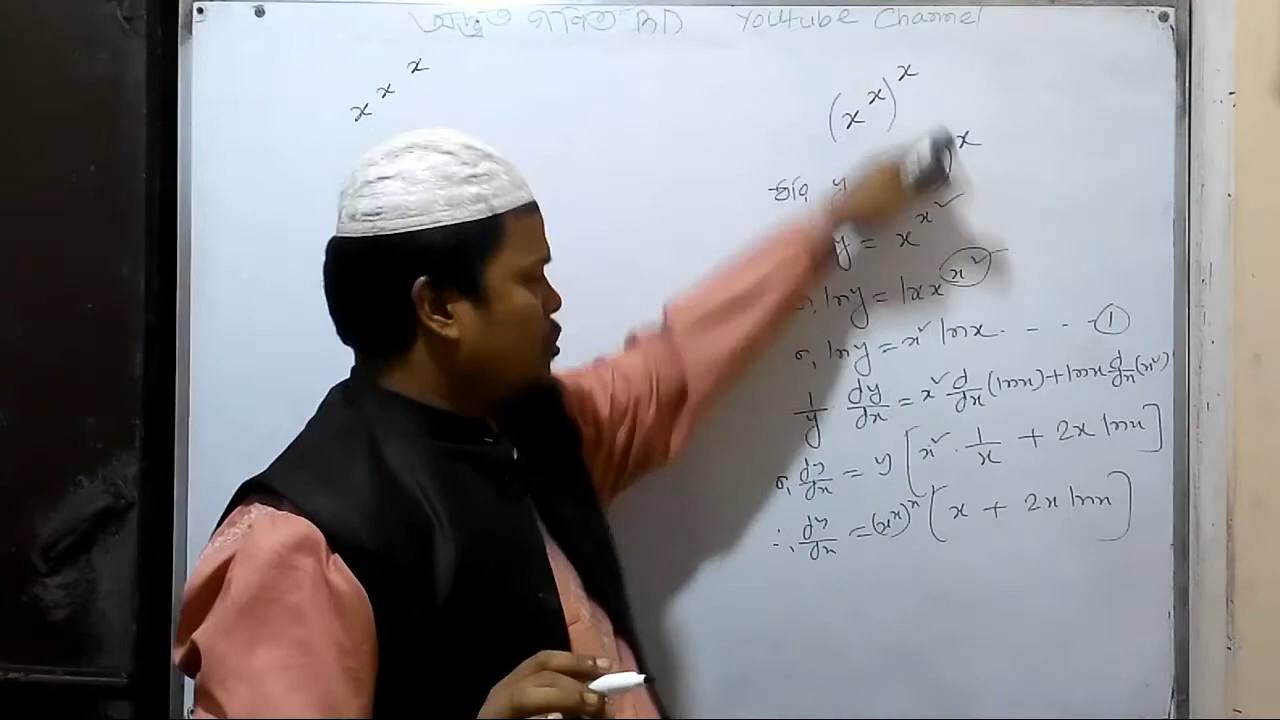 অদ্ভুত গণিত BD Youtube Channel
x^x^x
(x^x)^x
ধরি, y )^x
y = x^x²
বা, lny = lnx^x²
বা, lny = x² lnx - - - - ①
1/y dy/dx = x² d/dx (lnx) + lnx d/dx (x²)
বা, dy/dx = y [x² · 1/x + 2x lnx]
∴, dy/dx = (x^x)^x [x + 2x lnx]